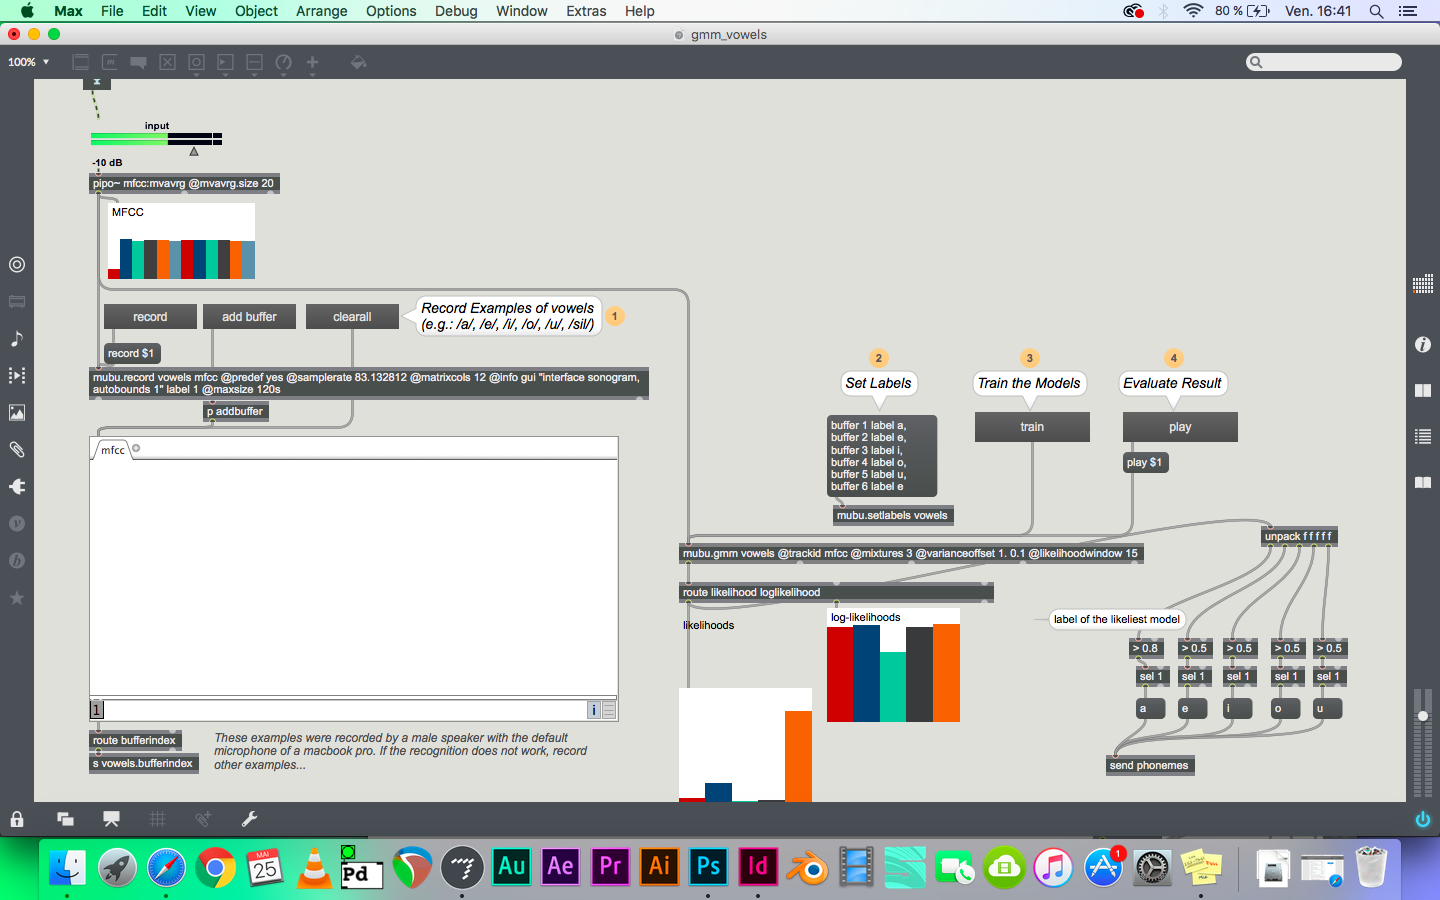 Max File Edit View Object Arrange Options Debug Window Extras Help
80 % Ven. 16:41
gmm_vowels
100%
input
-10 dB
pipo~ mfcc:mvavrg @mvavrg.size 20
MFCC
record
add buffer
clearall
Record Examples of vowels
(e.g.: /a/, /e/, /i/, /o/, /u/, /sil/)
1
record $1
mubu.record vowels mfcc @predef yes @samplerate 83.132812 @matrixcols 12 @info gui "interface sonogram,
autobounds 1" label 1 @maxsize 120s
p addbuffer
mfcc
1
i
route bufferindex
s vowels.bufferindex
These examples were recorded by a male speaker with the default
microphone of a macbook pro. If the recognition does not work, record
other examples...
2
Set Labels
buffer 1 label a,
buffer 2 label e,
buffer 3 label i,
buffer 4 label o,
buffer 5 label u,
buffer 6 label e
mubu.setlabels vowels
3
Train the Models
train
4
Evaluate Result
play
play $1
mubu.gmm vowels @trackid mfcc @mixtures 3 @varianceoffset 1. 0.1 @likelihoodwindow 15
route likelihood loglikelihood
likelihoods
log-likelihoods
unpack f f f f f
label of the likeliest model
> 0.8 > 0.5 > 0.5 > 0.5 > 0.5
sel 1 sel 1 sel 1 sel 1 sel 1
a e i o u
send phonemes
MAI
25
Pd
Au
Ae
Pr
Ai
Ps
Id
1